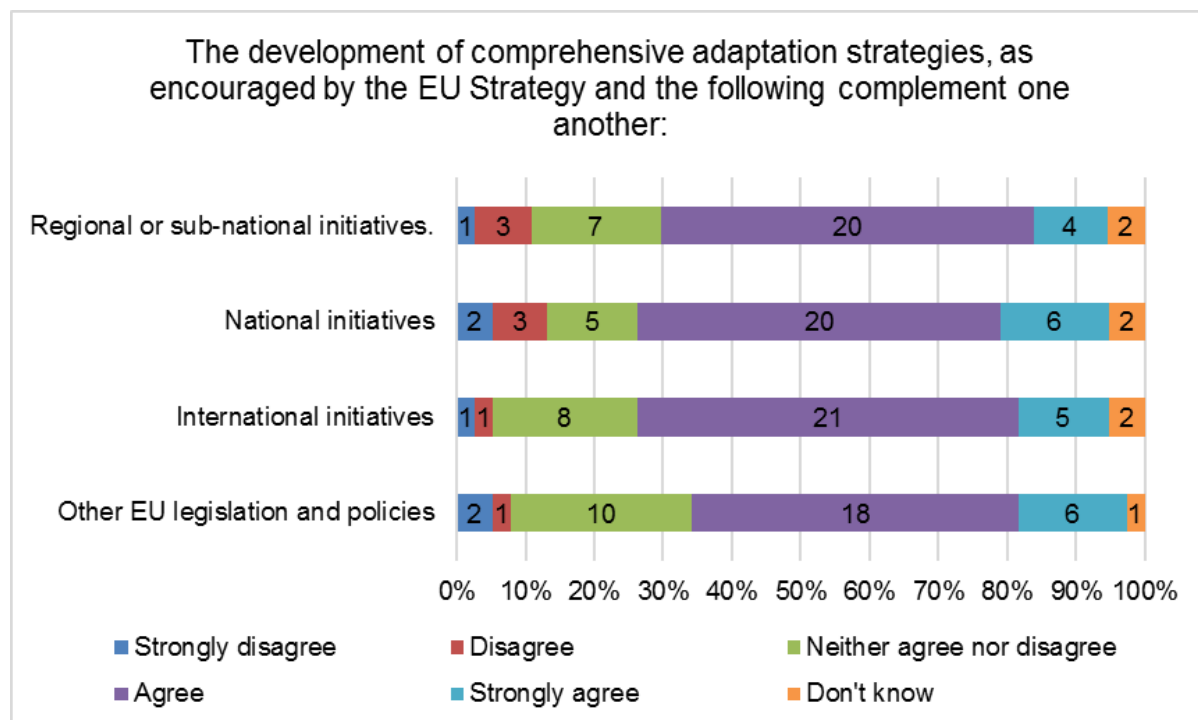 The development of comprehensive adaptation strategies, as
encouraged by the EU Strategy and the following complement one
another:
Regional or sub-national initiatives. 1 3 7 20 4 2
National initiatives 2 3 5 20 6 2
International initiatives 1 1 8 21 5 2
Other EU legislation and policies 2 1 10 18 6 1
0% 10% 20% 30% 40% 50% 60% 70% 80% 90% 100%
Strongly disagree Disagree Neither agree nor disagree
Agree Strongly agree Don't know